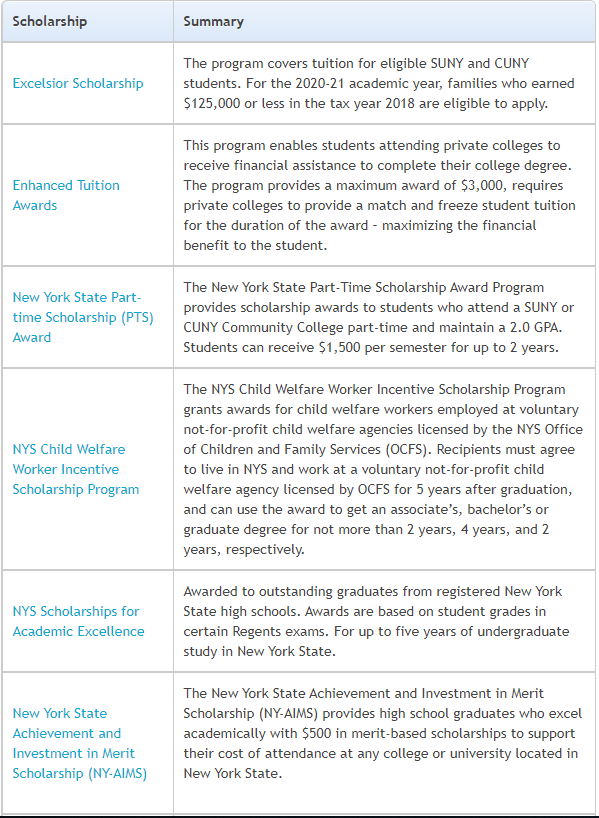 Scholarship
Summary
Excelsior Scholarship
The program covers tuition for eligible SUNY and CUNY
students. For the 2020-21 academic year, families who earned
$125,000 or less in the tax year 2018 are eligible to apply.
Enhanced Tuition
Awards
This program enables students attending private colleges to
receive financial assistance to complete their college degree.
The program provides a maximum award of $3,000, requires
private colleges to provide a match and freeze student tuition
for the duration of the award - maximizing the financial
benefit to the student.
New York State Part-
time Scholarship (PTS)
Award
The New York State Part-Time Scholarship Award Program
provides scholarship awards to students who attend a SUNY or
CUNY Community College part-time and maintain a 2.0 GPA.
Students can receive $1,500 per semester for up to 2 years.
NYS Child Welfare
Worker Incentive
Scholarship Program
The NYS Child Welfare Worker Incentive Scholarship Program
grants awards for child welfare workers employed at voluntary
not-for-profit child welfare agencies licensed by the NYS Office
of Children and Family Services (OCFS). Recipients must agree
to live in NYS and work at a voluntary not-for-profit child
welfare agency licensed by OCFS for 5 years after graduation,
and can use the award to get an associate’s, bachelor’s or
graduate degree for not more than 2 years, 4 years, and 2
years, respectively.
NYS Scholarships for
Academic Excellence
Awarded to outstanding graduates from registered New York
State high schools. Awards are based on student grades in
certain Regents exams. For up to five years of undergraduate
study in New York State.
New York State
Achievement and
Investment in Merit
Scholarship (NY-AIMS)
The New York State Achievement and Investment in Merit
Scholarship (NY-AIMS) provides high school graduates who excel
academically with $500 in merit-based scholarships to support
their cost of attendance at any college or university located in
New York State.